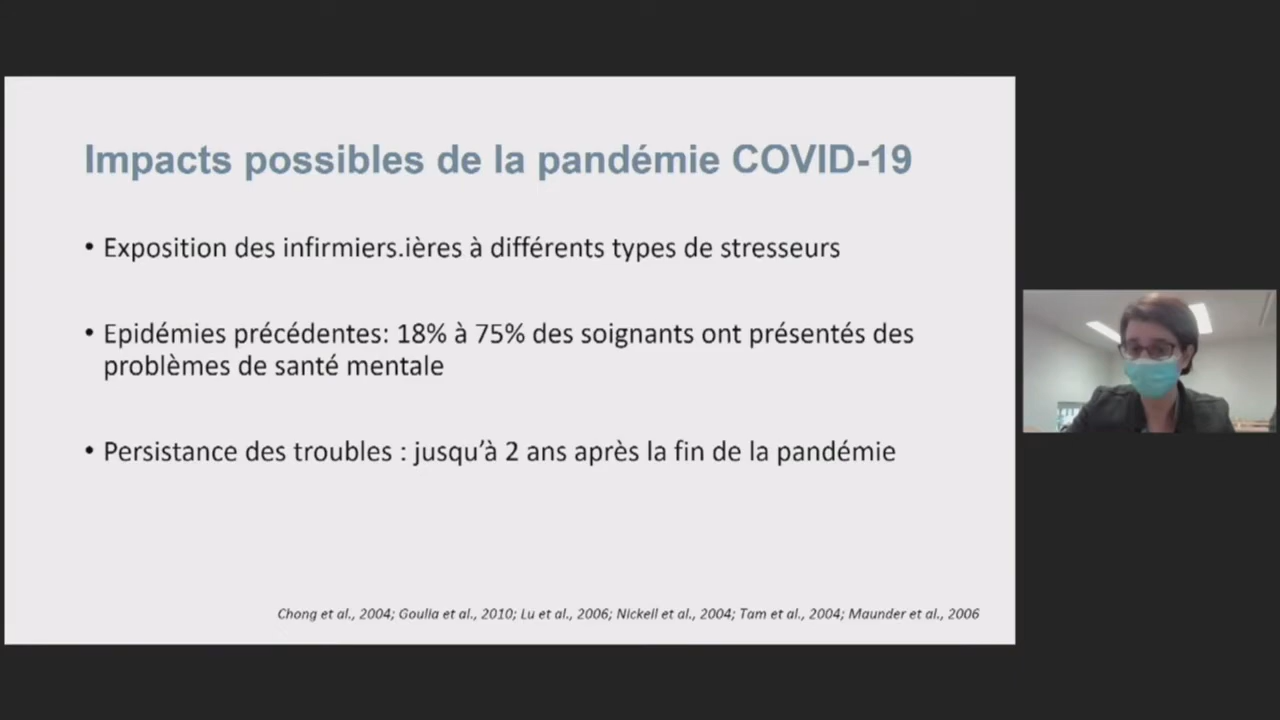 Impacts possibles de la pandémie COVID-19
• Exposition des infirmiers.ières à différents types de stresseurs
• Epidémies précédentes: 18% à 75% des soignants ont présentés des
problèmes de santé mentale
• Persistance des troubles : jusqu'à 2 ans après la fin de la pandémie
Chong et al., 2004; Goulia et al., 2010; Lu et al., 2006; Nickell et al., 2004; Tam et al., 2004; Maunder et al., 2006